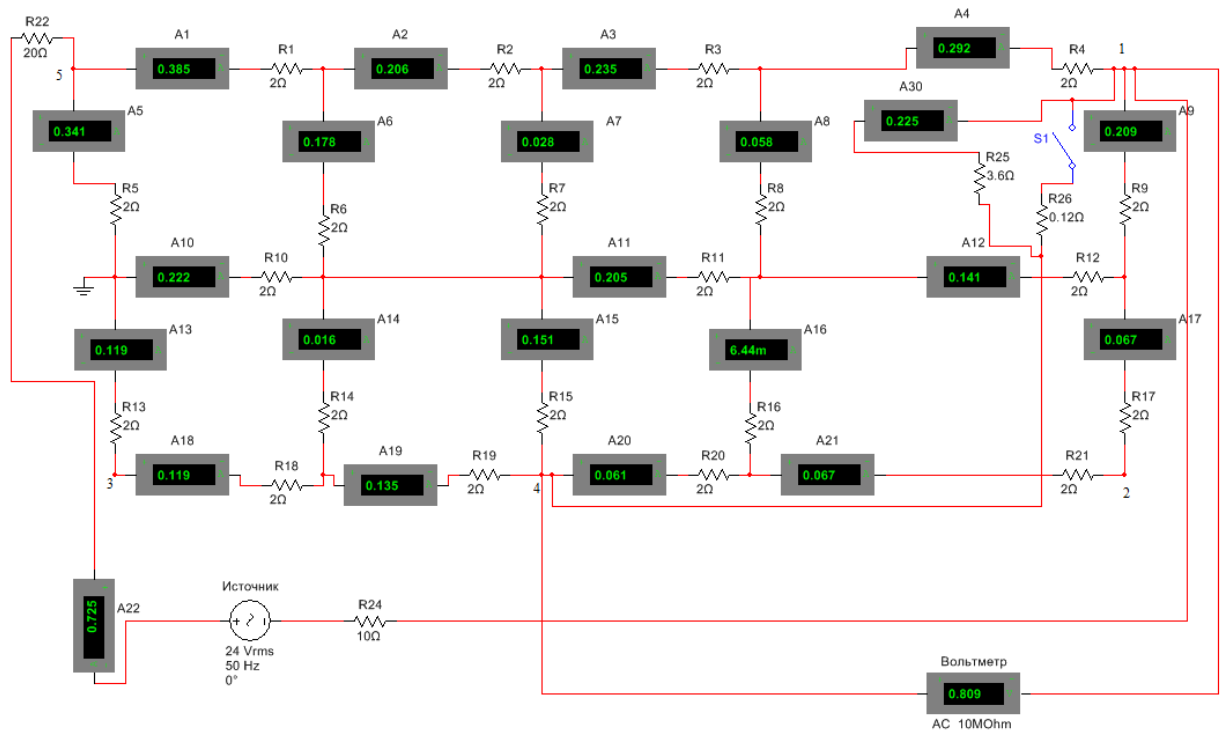 R22
20Ω
5
A1
0.385
R1
2Ω
A2
0.206
R2
2Ω
A3
0.235
R3
2Ω
A4
0.292
R4
2Ω
1
A5
0.341
A6
0.178
A7
0.028
A8
0.058
A30
0.225
S1
A9
0.209
R5
2Ω
R6
2Ω
R7
2Ω
R8
2Ω
R25
3.6Ω
R26
0.12Ω
R9
2Ω
A10
0.222
R10
2Ω
A11
0.205
R11
2Ω
A12
0.141
R12
2Ω
A13
0.119
A14
0.016
A15
0.151
A16
6.44m
A17
0.067
R13
2Ω
R14
2Ω
R15
2Ω
R16
2Ω
R17
2Ω
3
A18
0.119
R18
2Ω
A19
0.135
R19
2Ω
4
A20
0.061
R20
2Ω
A21
0.067
R21
2Ω
2
A22
0.725
Источник
24 Vrms
50 Hz
0°
R24
10Ω
Вольтметр
0.809
AC 10MOhm